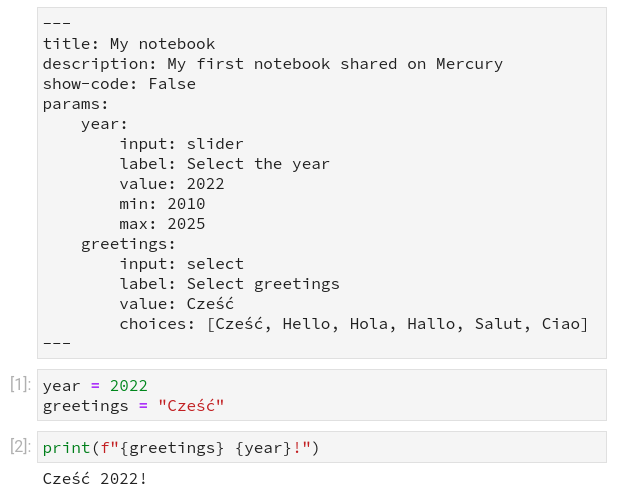 ---
title: My notebook
description: My first notebook shared on Mercury
show-code: False
params:
    year:
        input: slider
        label: Select the year
        value: 2022
        min: 2010
        max: 2025
    greetings:
        input: select
        label: Select greetings
        value: Cześć
        choices: [Cześć, Hello, Hola, Hallo, Salut, Ciao]
---
[1]: year = 2022
greetings = "Cześć"
[2]: print(f"{greetings} {year}!")
Cześć 2022!